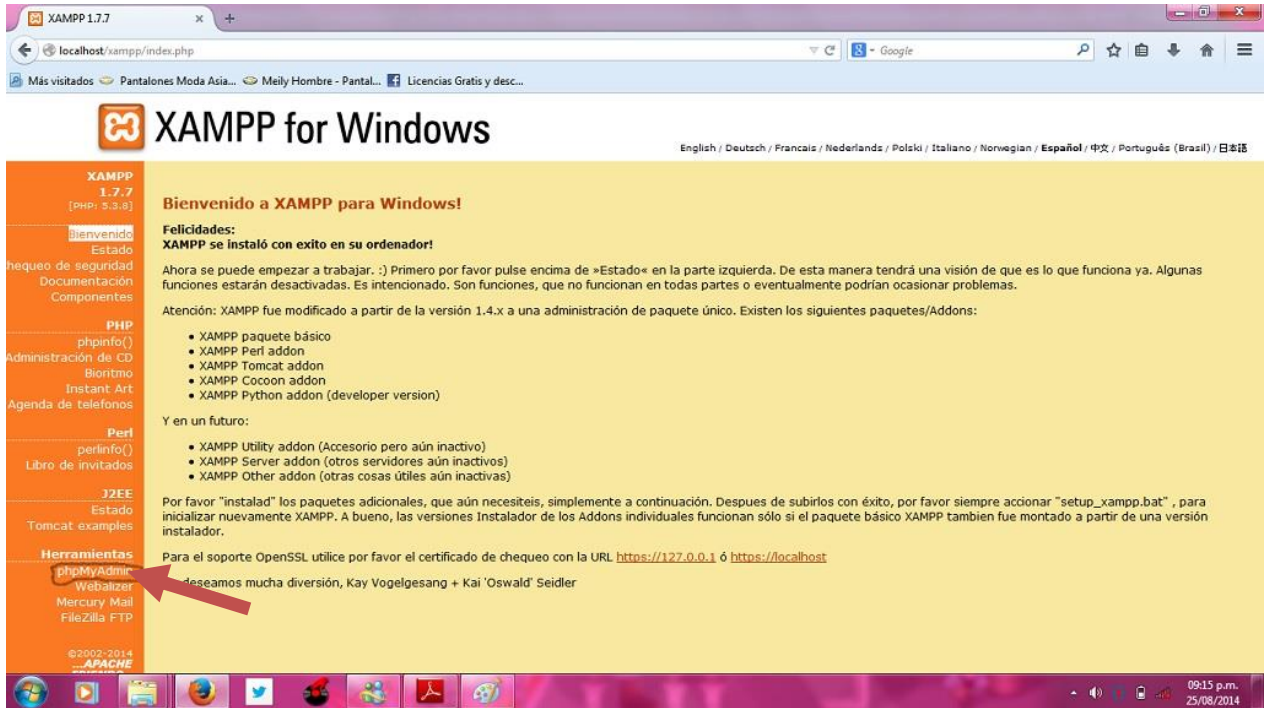 XAMPP 1.7.7
localhost/xampp/index.php
Google
Más visitados
Pantalones Moda Asia...
Meily Hombre - Pantal...
Licencias Gratis y desc...
XAMPP for Windows
English / Deutsch / Francais / Nederlands / Polski / Italiano / Norwegian / Español / 中文 / Português (Brasil) / 日本語
XAMPP
1.7.7
[PHP: 5.3.8]
Bienvenido
Estado
hequeo de seguridad
Documentación
Componentes
PHP
phpinfo()
Administración de CD
Bioritmo
Instant Art
Agenda de telefonos
Perl
perlinfo()
Libro de invitados
J2EE
Estado
Tomcat examples
Herramientas
phpMyAdmin
Webalizer
Mercury Mail
FileZilla FTP
©2002-2014
...APACHE
Bienvenido a XAMPP para Windows!
Felicidades:
XAMPP se instaló con exito en su ordenador!
Ahora se puede empezar a trabajar. :) Primero por favor pulse encima de »Estado« en la parte izquierda. De esta manera tendrá una visión de que es lo que funciona ya. Algunas
funciones estarán desactivadas. Es intencionado. Son funciones, que no funcionan en todas partes o eventualmente podrían ocasionar problemas.
Atención: XAMPP fue modificado a partir de la versión 1.4.x a una administración de paquete único. Existen los siguientes paquetes/Addons:
• XAMPP paquete básico
• XAMPP Perl addon
• XAMPP Tomcat addon
• XAMPP Cocoon addon
• XAMPP Python addon (developer version)
Y en un futuro:
• XAMPP Utility addon (Accesorio pero aún inactivo)
• XAMPP Server addon (otros servidores aún inactivos)
• XAMPP Other addon (otras cosas útiles aún inactivas)
Por favor "instalad" los paquetes adicionales, que aún necesiteis, simplemente a continuación. Despues de subirlos con éxito, por favor siempre accionar "setup_xampp.bat" , para
inicializar nuevamente XAMPP. A bueno, las versiones Instalador de los Addons individuales funcionan sólo si el paquete básico XAMPP tambien fue montado a partir de una versión
instalador.
Para el soporte OpenSSL utilice por favor el certificado de chequeo con la URL https://127.0.0.1 ó https://localhost
deseamos mucha diversión, Kay Vogelgesang + Kai 'Oswald' Seidler
09:15 p.m.
25/08/2014